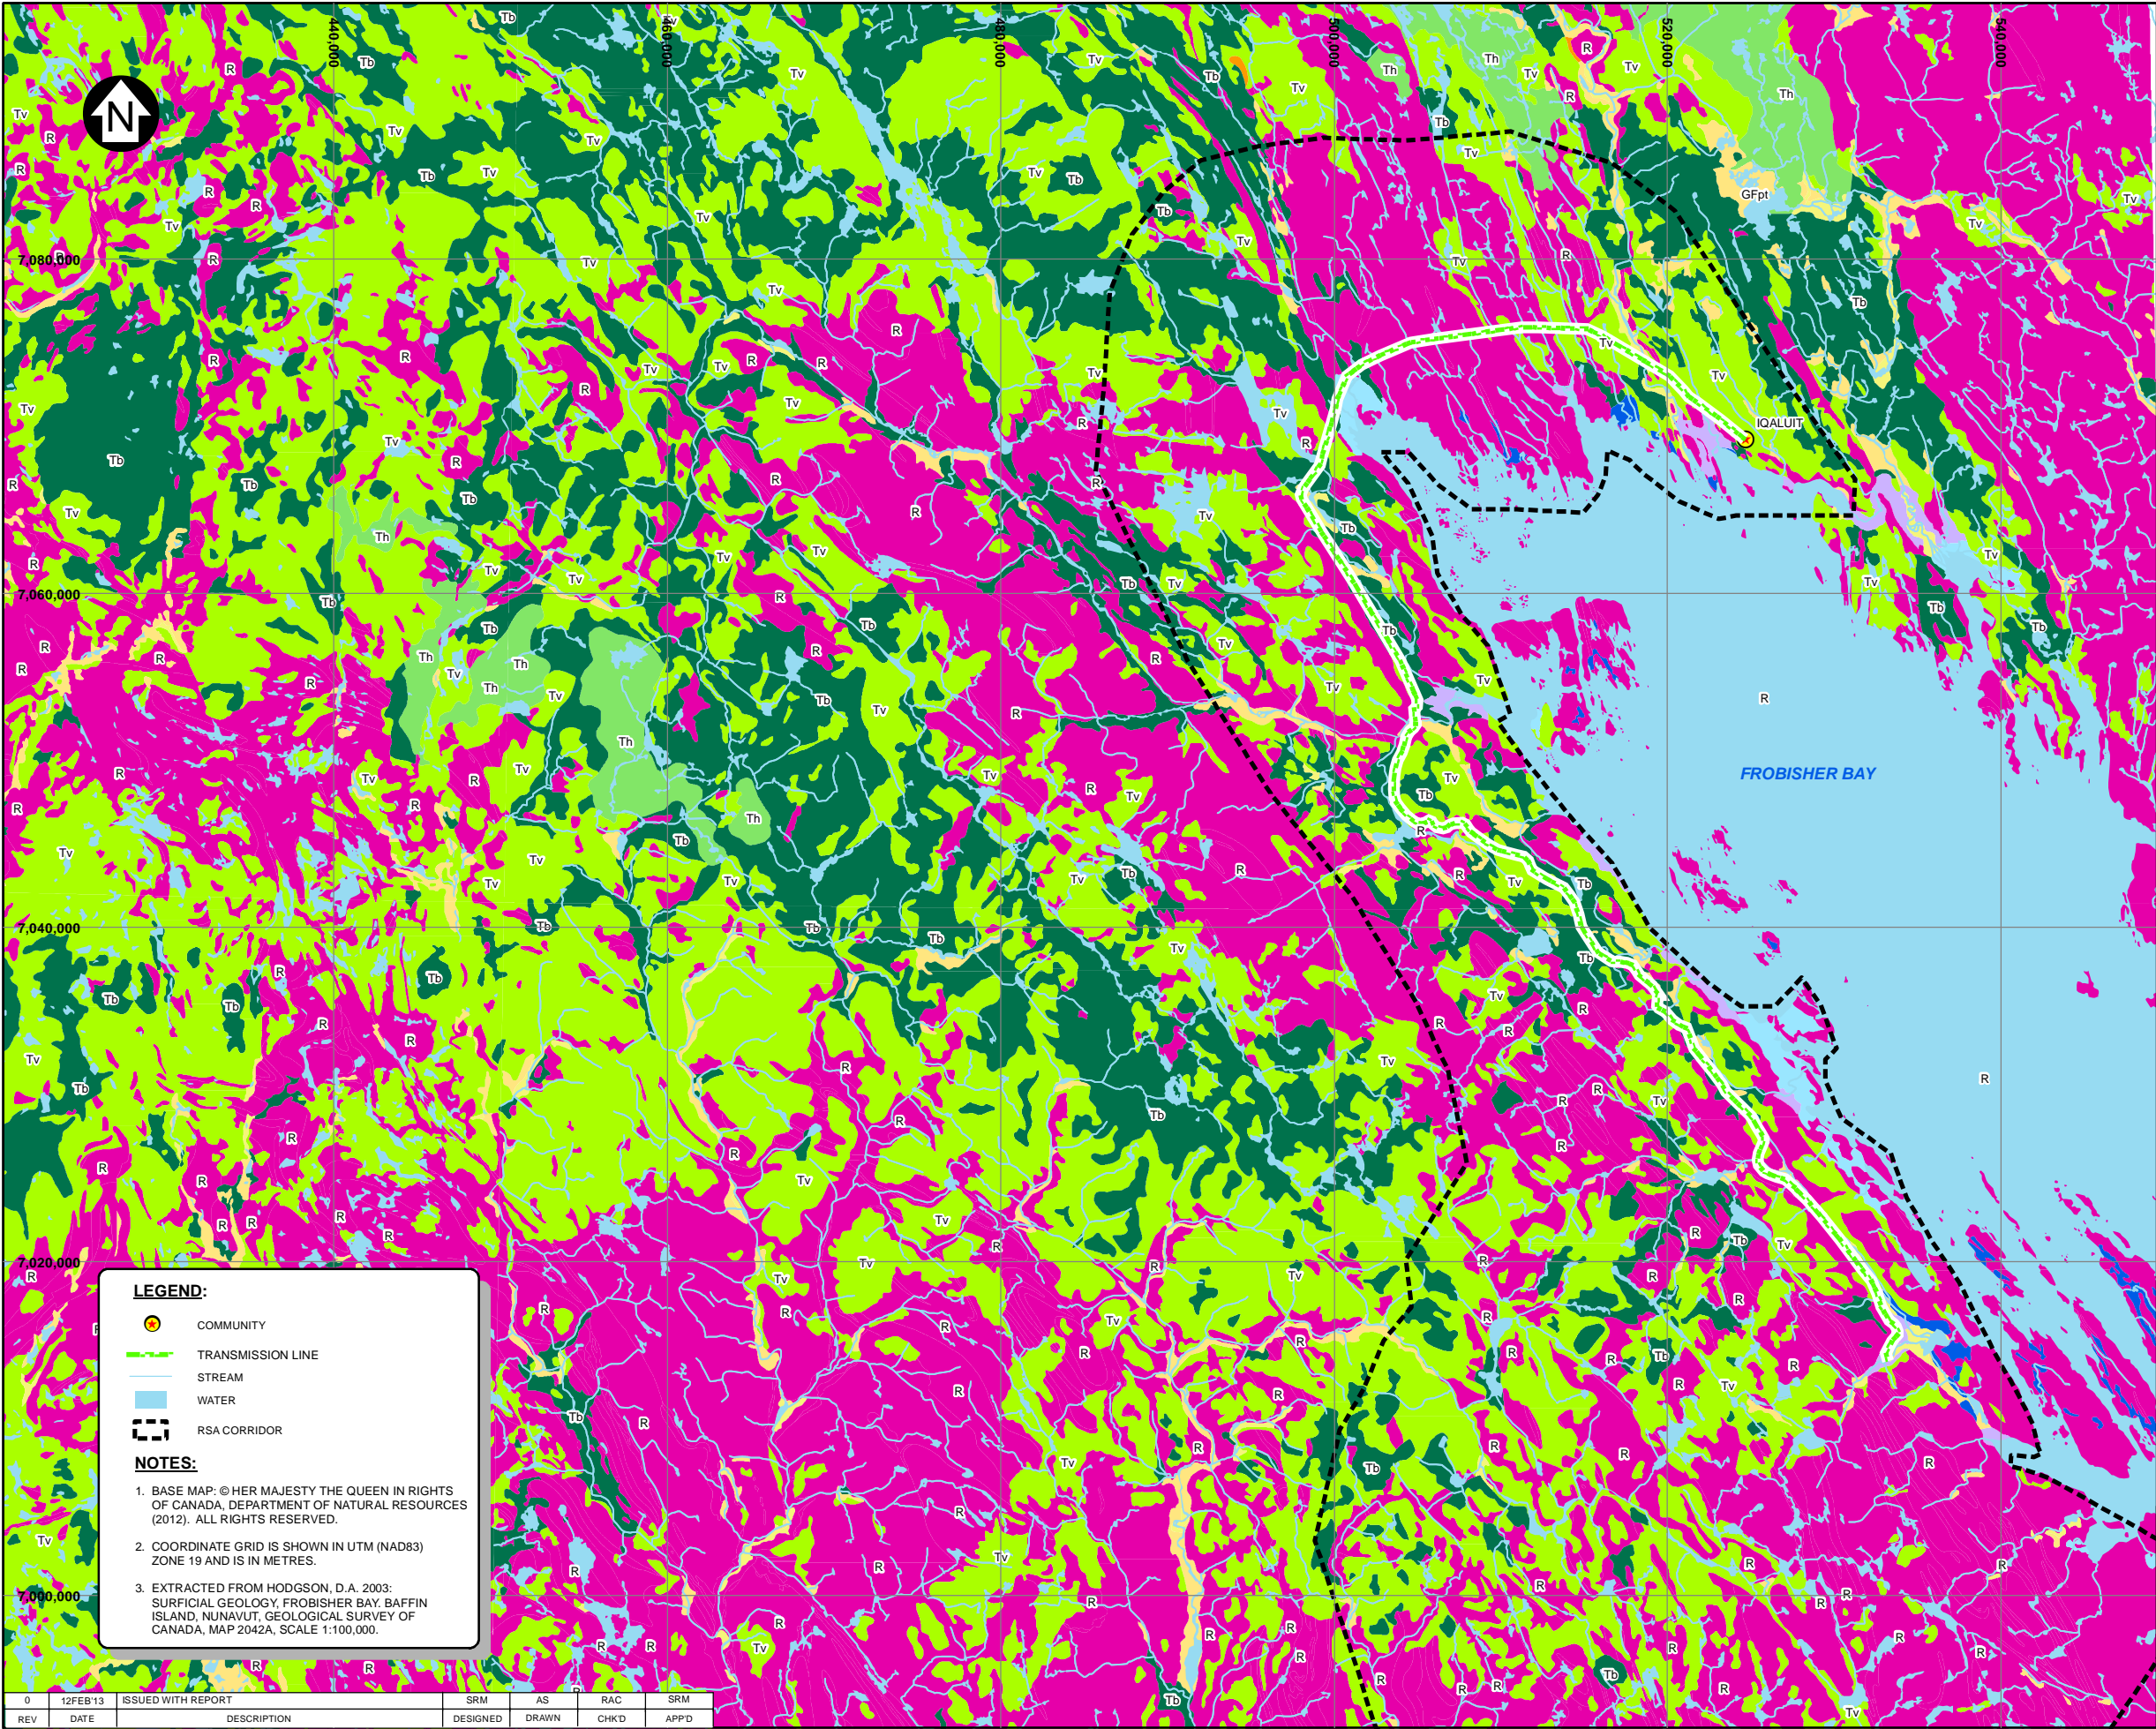 440,000
460,000
480,000
500,000
520,000
540,000
N
7,080,000
7,060,000
7,040,000
7,020,000
7,000,000
Tb
Tv
R
Th
GFpt
IQALUIT
FROBISHER BAY
LEGEND:
COMMUNITY
TRANSMISSION LINE
STREAM
WATER
RSA CORRIDOR
NOTES:
1. BASE MAP: © HER MAJESTY THE QUEEN IN RIGHTS
OF CANADA, DEPARTMENT OF NATURAL RESOURCES
(2012). ALL RIGHTS RESERVED.
2. COORDINATE GRID IS SHOWN IN UTM (NAD83)
ZONE 19 AND IS IN METRES.
3. EXTRACTED FROM HODGSON, D.A. 2003:
SURFICIAL GEOLOGY, FROBISHER BAY. BAFFIN
ISLAND, NUNAVUT, GEOLOGICAL SURVEY OF
CANADA, MAP 2042A, SCALE 1:100,000.
0 12FEB'13 ISSUED WITH REPORT SRM AS RAC SRM
REV DATE DESCRIPTION DESIGNED DRAWN CHK'D APP'D